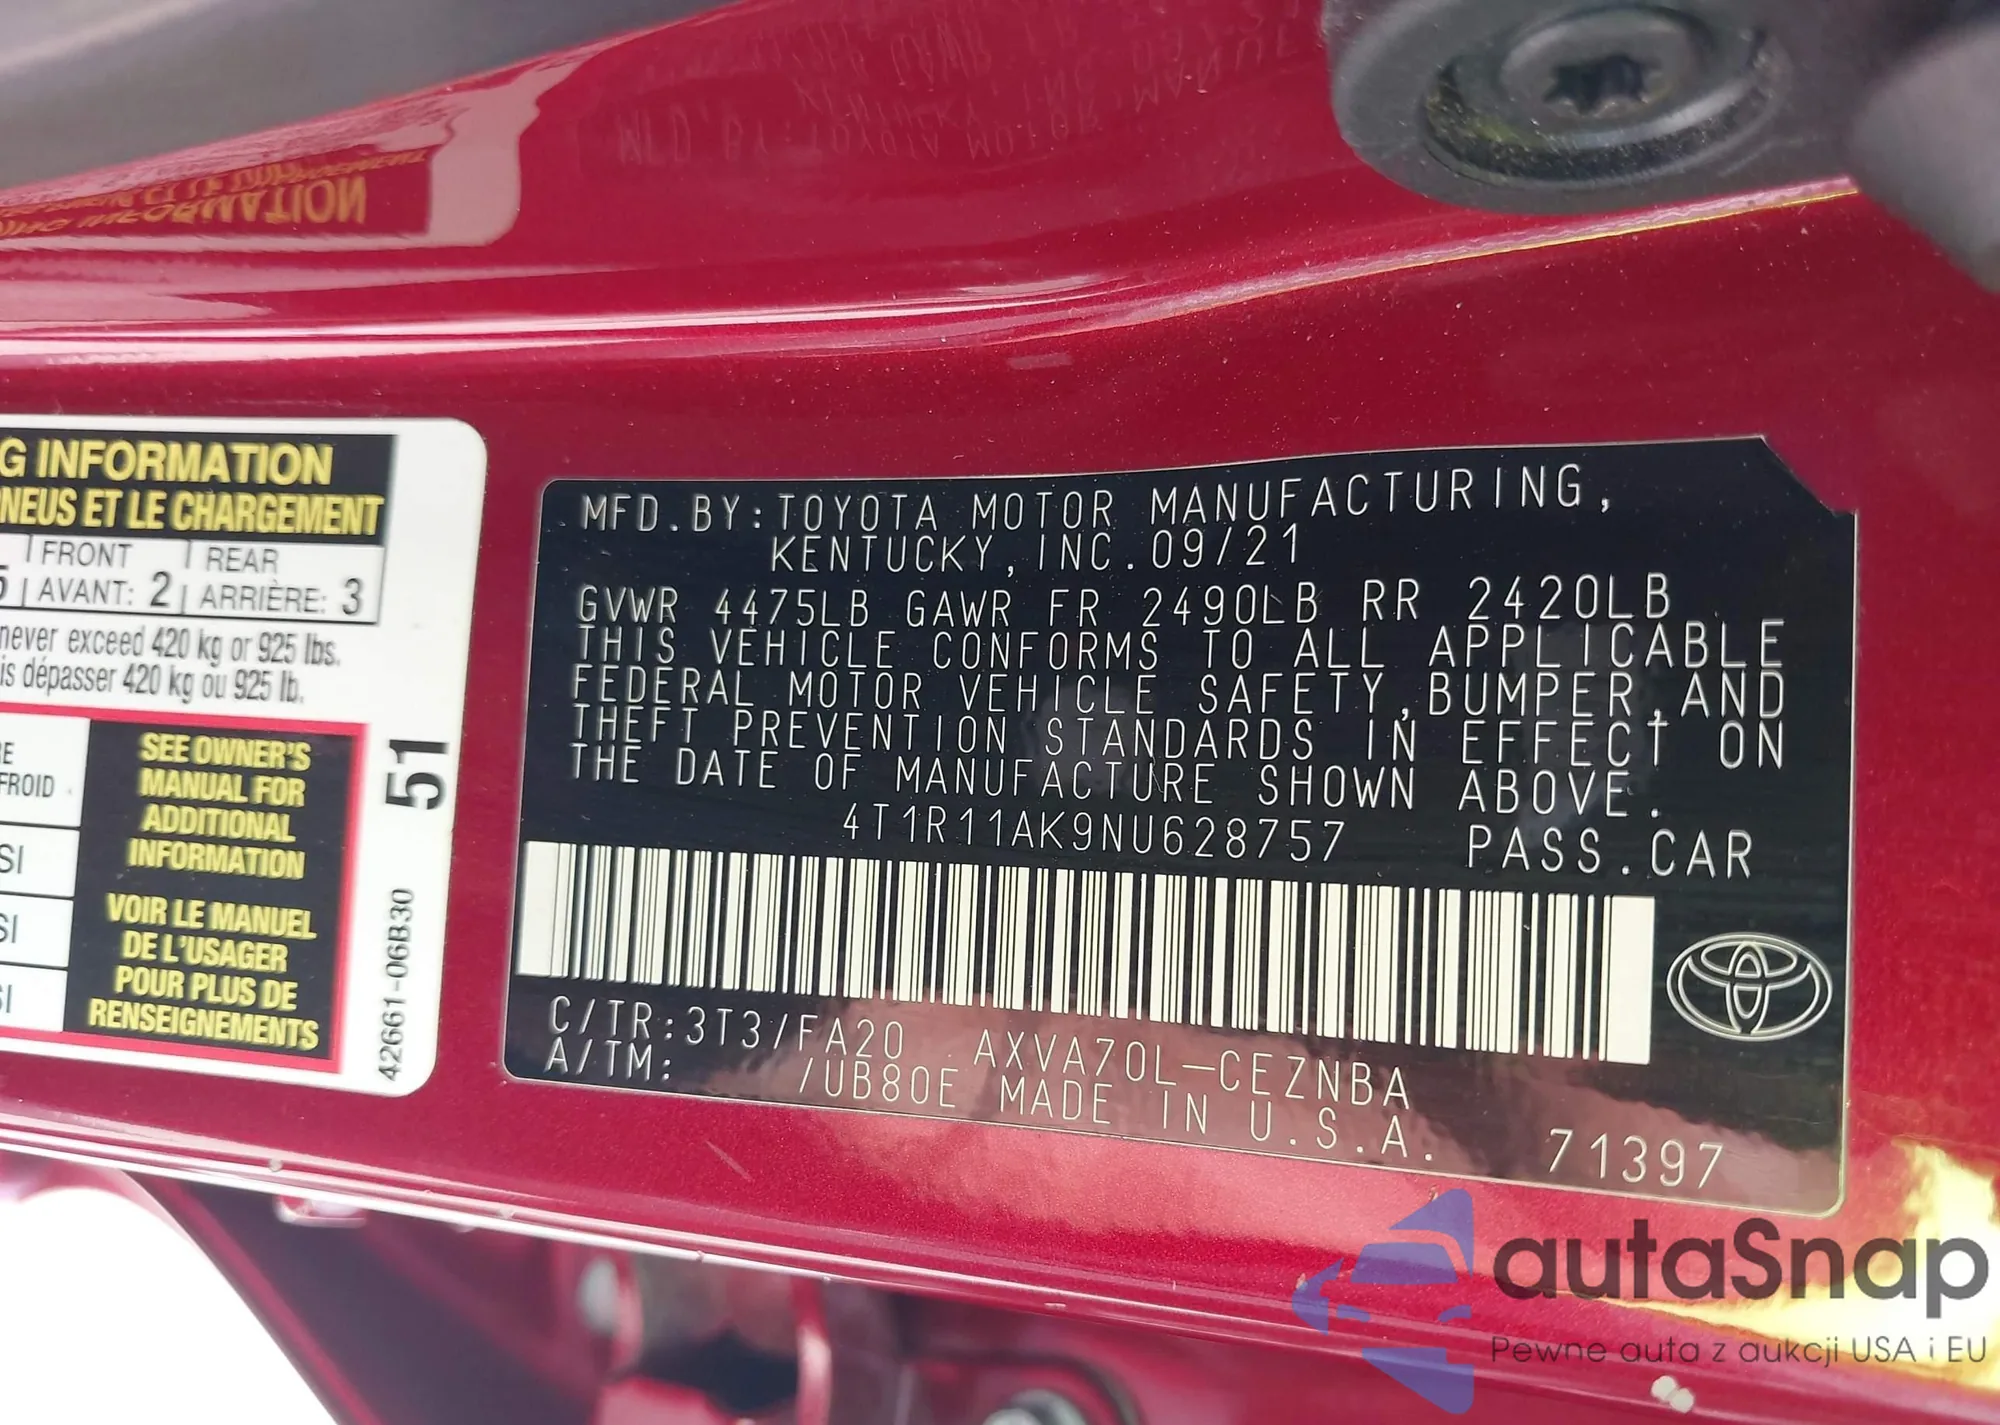 G INFORMATION
NEUS ET LE CHARGEMENT
FRONT REAR
AVANT: 2 ARRIÈRE: 3
never exceed 420 kg or 925 lbs.
is dépasser 420 kg ou 925 lb.
FROID
SEE OWNER'S
MANUAL FOR
ADDITIONAL
INFORMATION
VOIR LE MANUEL
DE L'USAGER
POUR PLUS DE
RENSEIGNEMENTS
51
42661-06B30
MFD.BY:TOYOTA MOTOR MANUFACTURING,
KENTUCKY,INC.09/21
GVWR 4475LB GAWR FR 2490LB RR 2420LB
THIS VEHICLE CONFORMS TO ALL APPLICABLE
FEDERAL MOTOR VEHICLE SAFETY,BUMPER,AND
THEFT PREVENTION STANDARDS IN EFFECT ON
THE DATE OF MANUFACTURE SHOWN ABOVE.
4T1R11AK9NU628757 PASS.CAR
C/TR:3T3/FA20 AXVA70L-CEZNBA
A/TM: /UB80E MADE IN U.S.A.
71397
autaSnap
Pewne auta z aukcji USA i EU